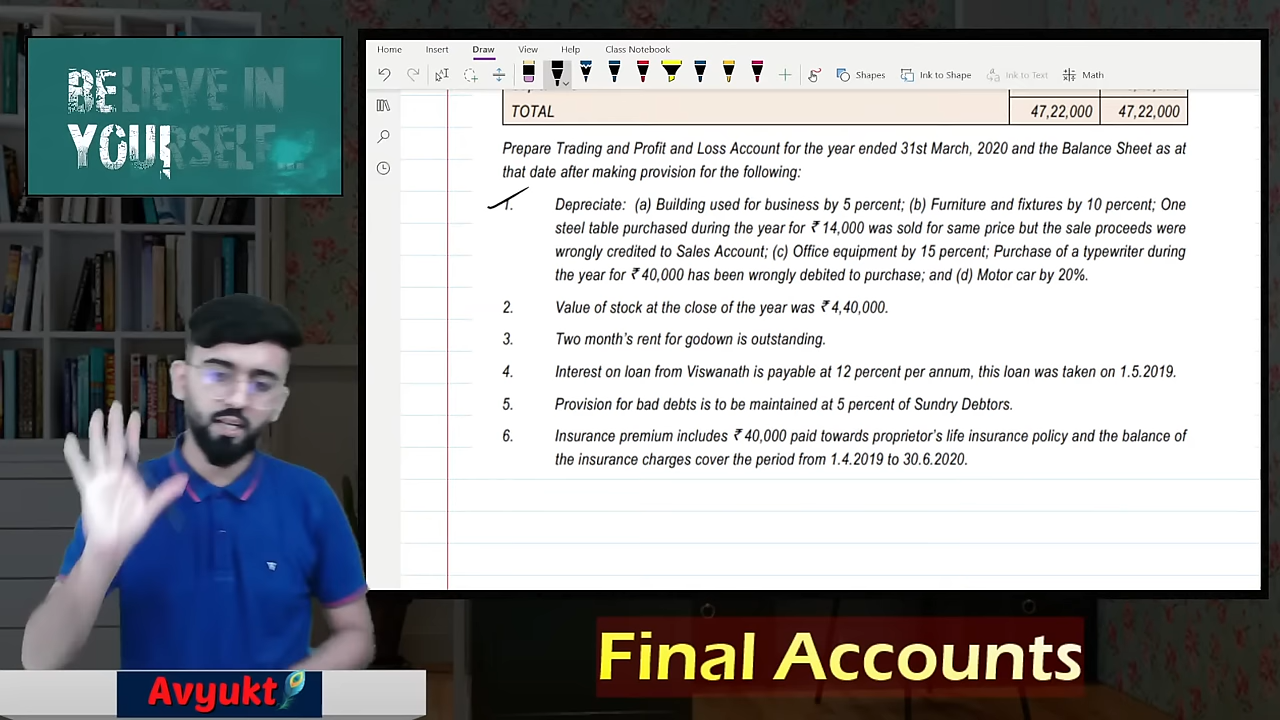 BELIEVE IN
YOURSELF...
Home Insert Draw View Help Class Notebook
Shapes Ink to Shape Ink to Text Math
TOTAL 47,22,000 47,22,000
Prepare Trading and Profit and Loss Account for the year ended 31st March, 2020 and the Balance Sheet as at
that date after making provision for the following:
1. Depreciate: (a) Building used for business by 5 percent; (b) Furniture and fixtures by 10 percent; One
steel table purchased during the year for ₹ 14,000 was sold for same price but the sale proceeds were
wrongly credited to Sales Account; (c) Office equipment by 15 percent; Purchase of a typewriter during
the year for ₹ 40,000 has been wrongly debited to purchase; and (d) Motor car by 20%.
2. Value of stock at the close of the year was ₹ 4,40,000.
3. Two month's rent for godown is outstanding.
4. Interest on loan from Viswanath is payable at 12 percent per annum, this loan was taken on 1.5.2019.
5. Provision for bad debts is to be maintained at 5 percent of Sundry Debtors.
6. Insurance premium includes ₹ 40,000 paid towards proprietor's life insurance policy and the balance of
the insurance charges cover the period from 1.4.2019 to 30.6.2020.
Final Accounts
Avyukt